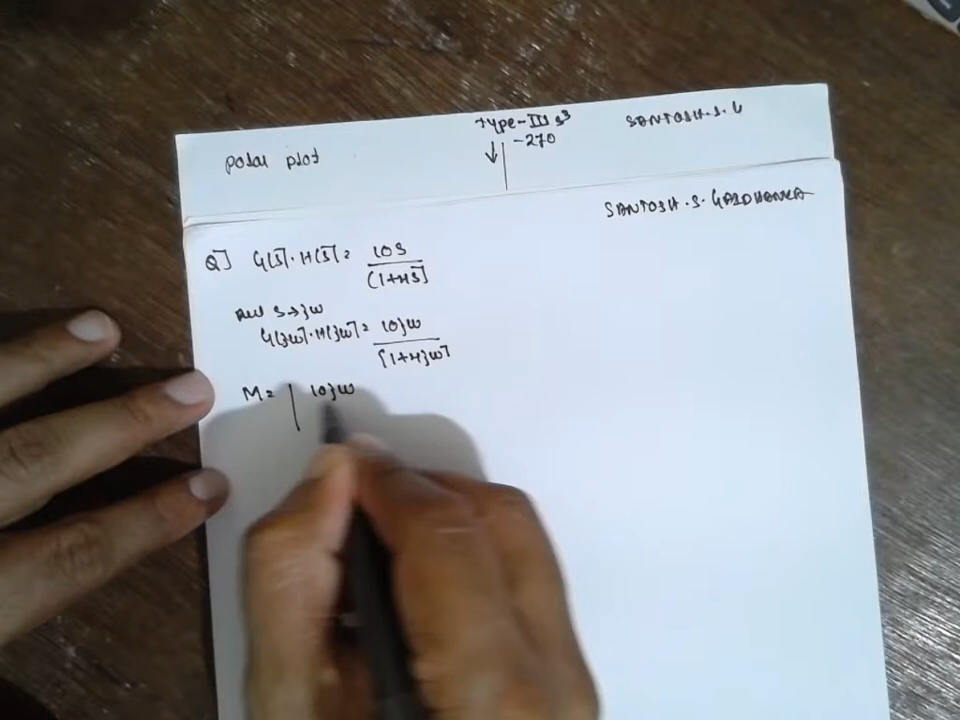 Type-III s³
SANTOSH.S.G
Polar plot
↓ -270
SANTOSH.S.GALDHANKA
Q] G(s).H(s)= 10s/(1+4s)
Put s→jω
G(jω).H(jω)= 10jω/(1+4jω)
M= | 10jω